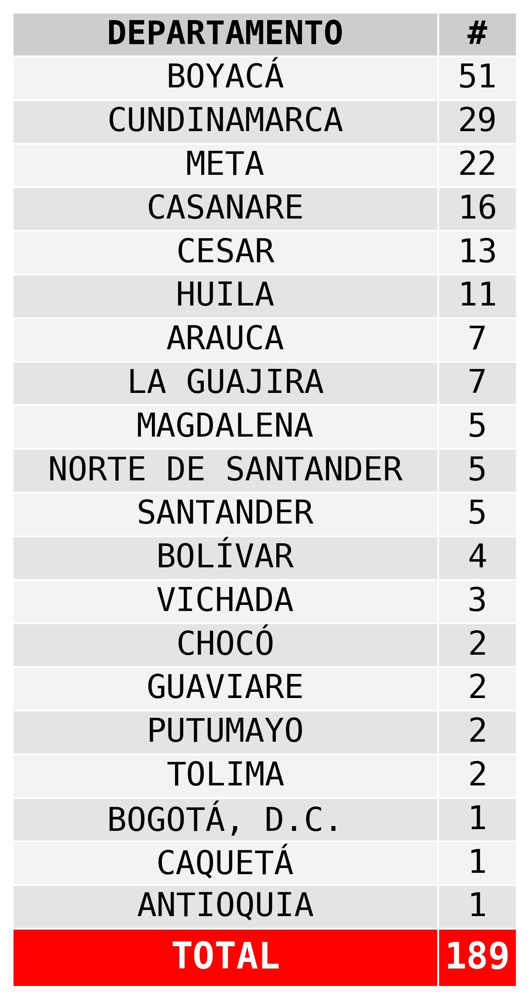 DEPARTAMENTO #
BOYACÁ 51
CUNDINAMARCA 29
META 22
CASANARE 16
CESAR 13
HUILA 11
ARAUCA 7
LA GUAJIRA 7
MAGDALENA 5
NORTE DE SANTANDER 5
SANTANDER 5
BOLÍVAR 4
VICHADA 3
CHOCÓ 2
GUAVIARE 2
PUTUMAYO 2
TOLIMA 2
BOGOTÁ, D.C. 1
CAQUETÁ 1
ANTIOQUIA 1
TOTAL 189